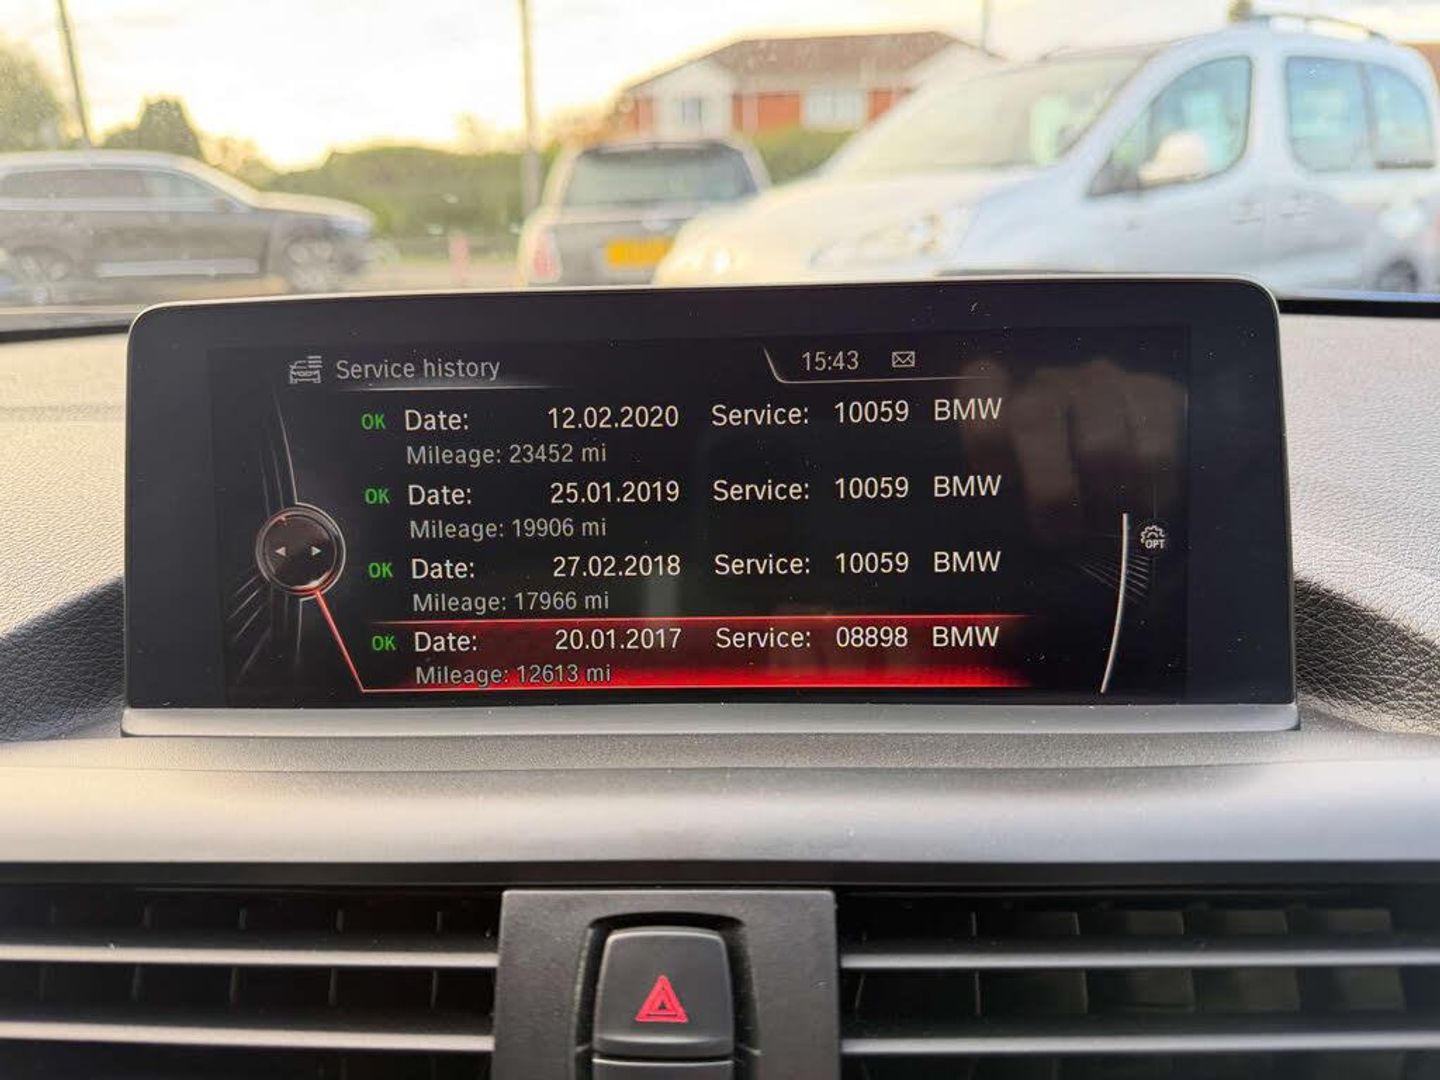 Service history 15:43
OK Date: 12.02.2020 Service: 10059 BMW
Mileage: 23452 mi
OK Date: 25.01.2019 Service: 10059 BMW
Mileage: 19906 mi
OK Date: 27.02.2018 Service: 10059 BMW
Mileage: 17966 mi
OPT
OK Date: 20.01.2017 Service: 08898 BMW
Mileage: 12613 mi